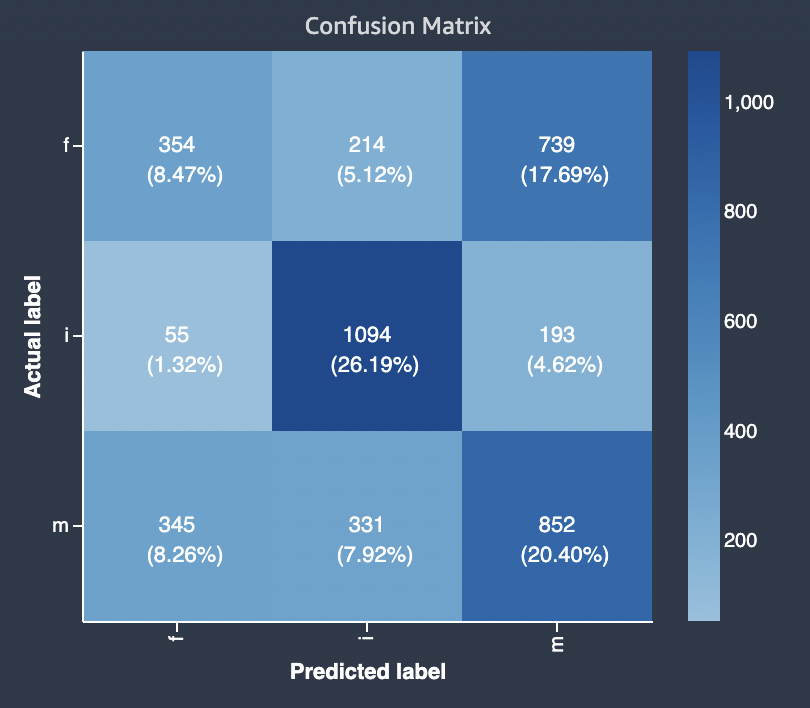 Confusion Matrix
f
354
(8.47%)
214
(5.12%)
739
(17.69%)
i
55
(1.32%)
1094
(26.19%)
193
(4.62%)
m
345
(8.26%)
331
(7.92%)
852
(20.40%)
Actual label
f
i
m
Predicted label
1,000
800
600
400
200